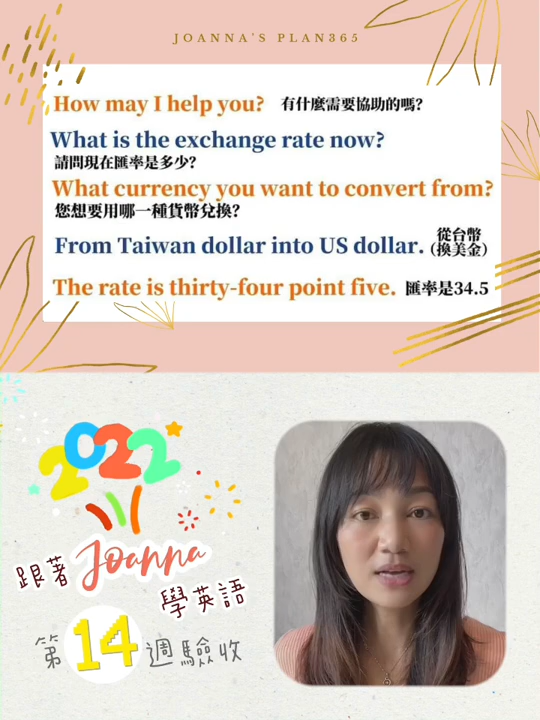 JOANNA'S PLAN365
How may I help you? 有什麼需要協助的嗎?
What is the exchange rate now?
請問現在匯率是多少?
What currency you want to convert from?
您想要用哪一種貨幣兌換?
From Taiwan dollar into US dollar. (從台幣換美金)
The rate is thirty-four point five. 匯率是34.5
2022
跟著 Joanna
學英語
第14週驗收